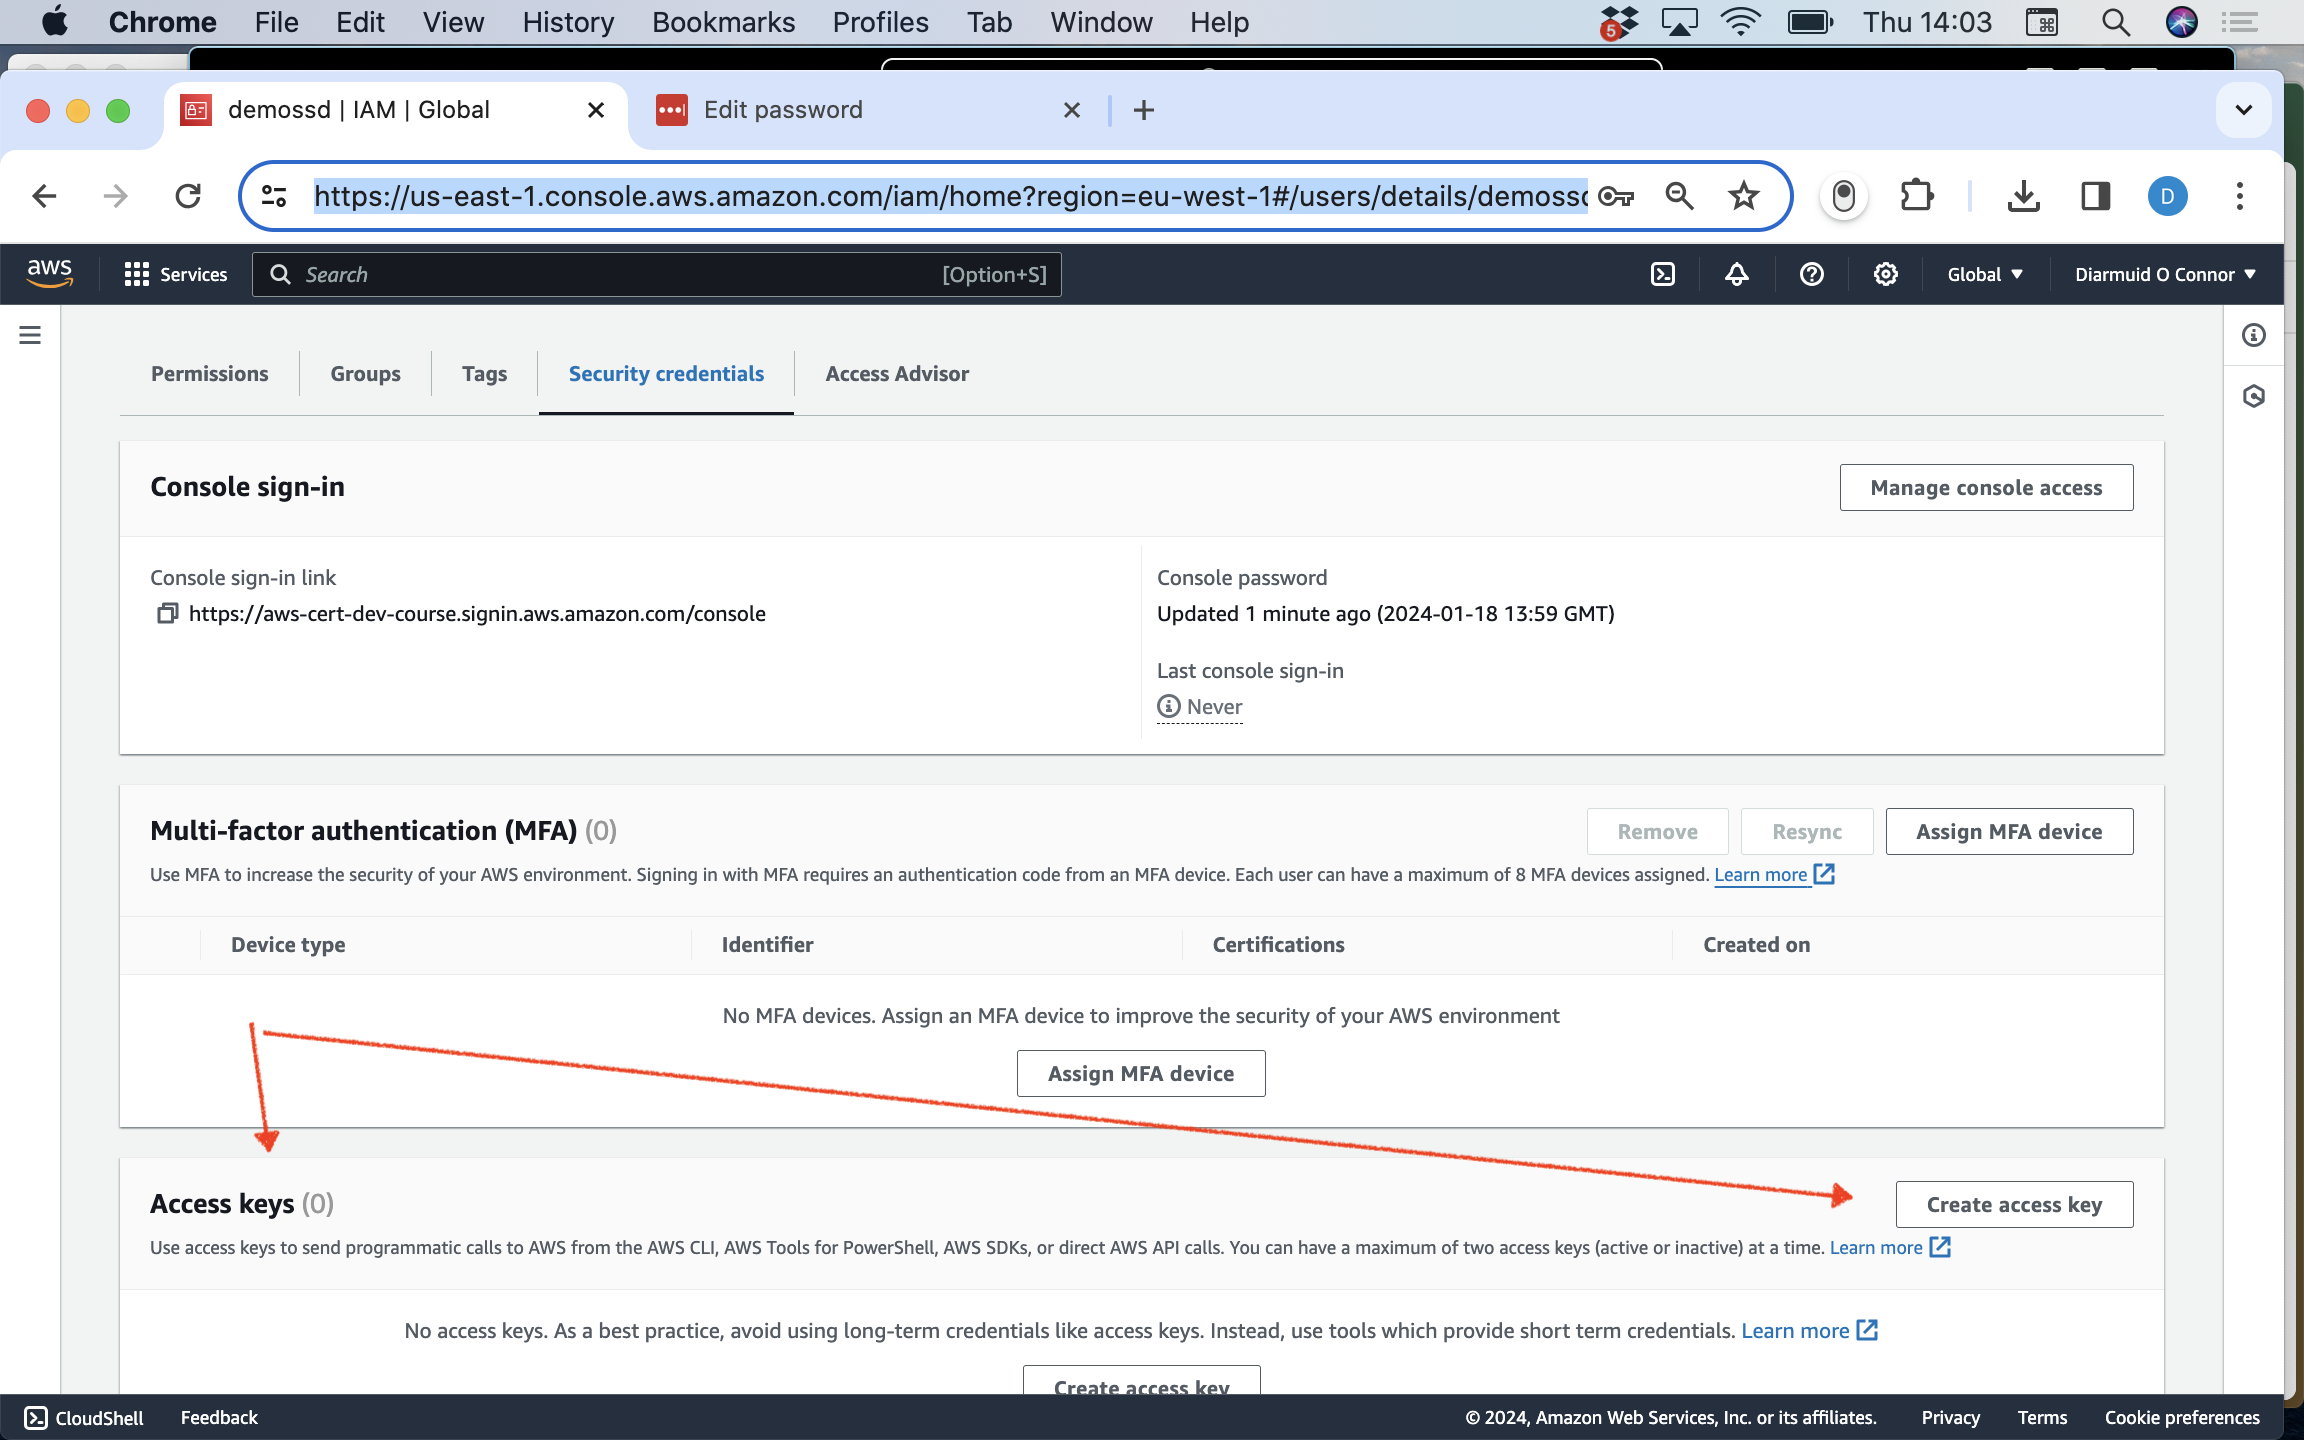 Chrome File Edit View History Bookmarks Profiles Tab Window Help 5 Thu 14:03
demossd | IAM | Global Edit password
https://us-east-1.console.aws.amazon.com/iam/home?region=eu-west-1#/users/details/demossd D
aws Services Search [Option+S] Global Diarmuid O Connor
Permissions Groups Tags Security credentials Access Advisor
Console sign-in Manage console access
Console sign-in link Console password
https://aws-cert-dev-course.signin.aws.amazon.com/console Updated 1 minute ago (2024-01-18 13:59 GMT)
Last console sign-in
Never
Multi-factor authentication (MFA) (0) Remove Resync Assign MFA device
Use MFA to increase the security of your AWS environment. Signing in with MFA requires an authentication code from an MFA device. Each user can have a maximum of 8 MFA devices assigned. Learn more
Device type Identifier Certifications Created on
No MFA devices. Assign an MFA device to improve the security of your AWS environment
Assign MFA device
Access keys (0) Create access key
Use access keys to send programmatic calls to AWS from the AWS CLI, AWS Tools for PowerShell, AWS SDKs, or direct AWS API calls. You can have a maximum of two access keys (active or inactive) at a time. Learn more
No access keys. As a best practice, avoid using long-term credentials like access keys. Instead, use tools which provide short term credentials. Learn more
Create access key
CloudShell Feedback © 2024, Amazon Web Services, Inc. or its affiliates. Privacy Terms Cookie preferences